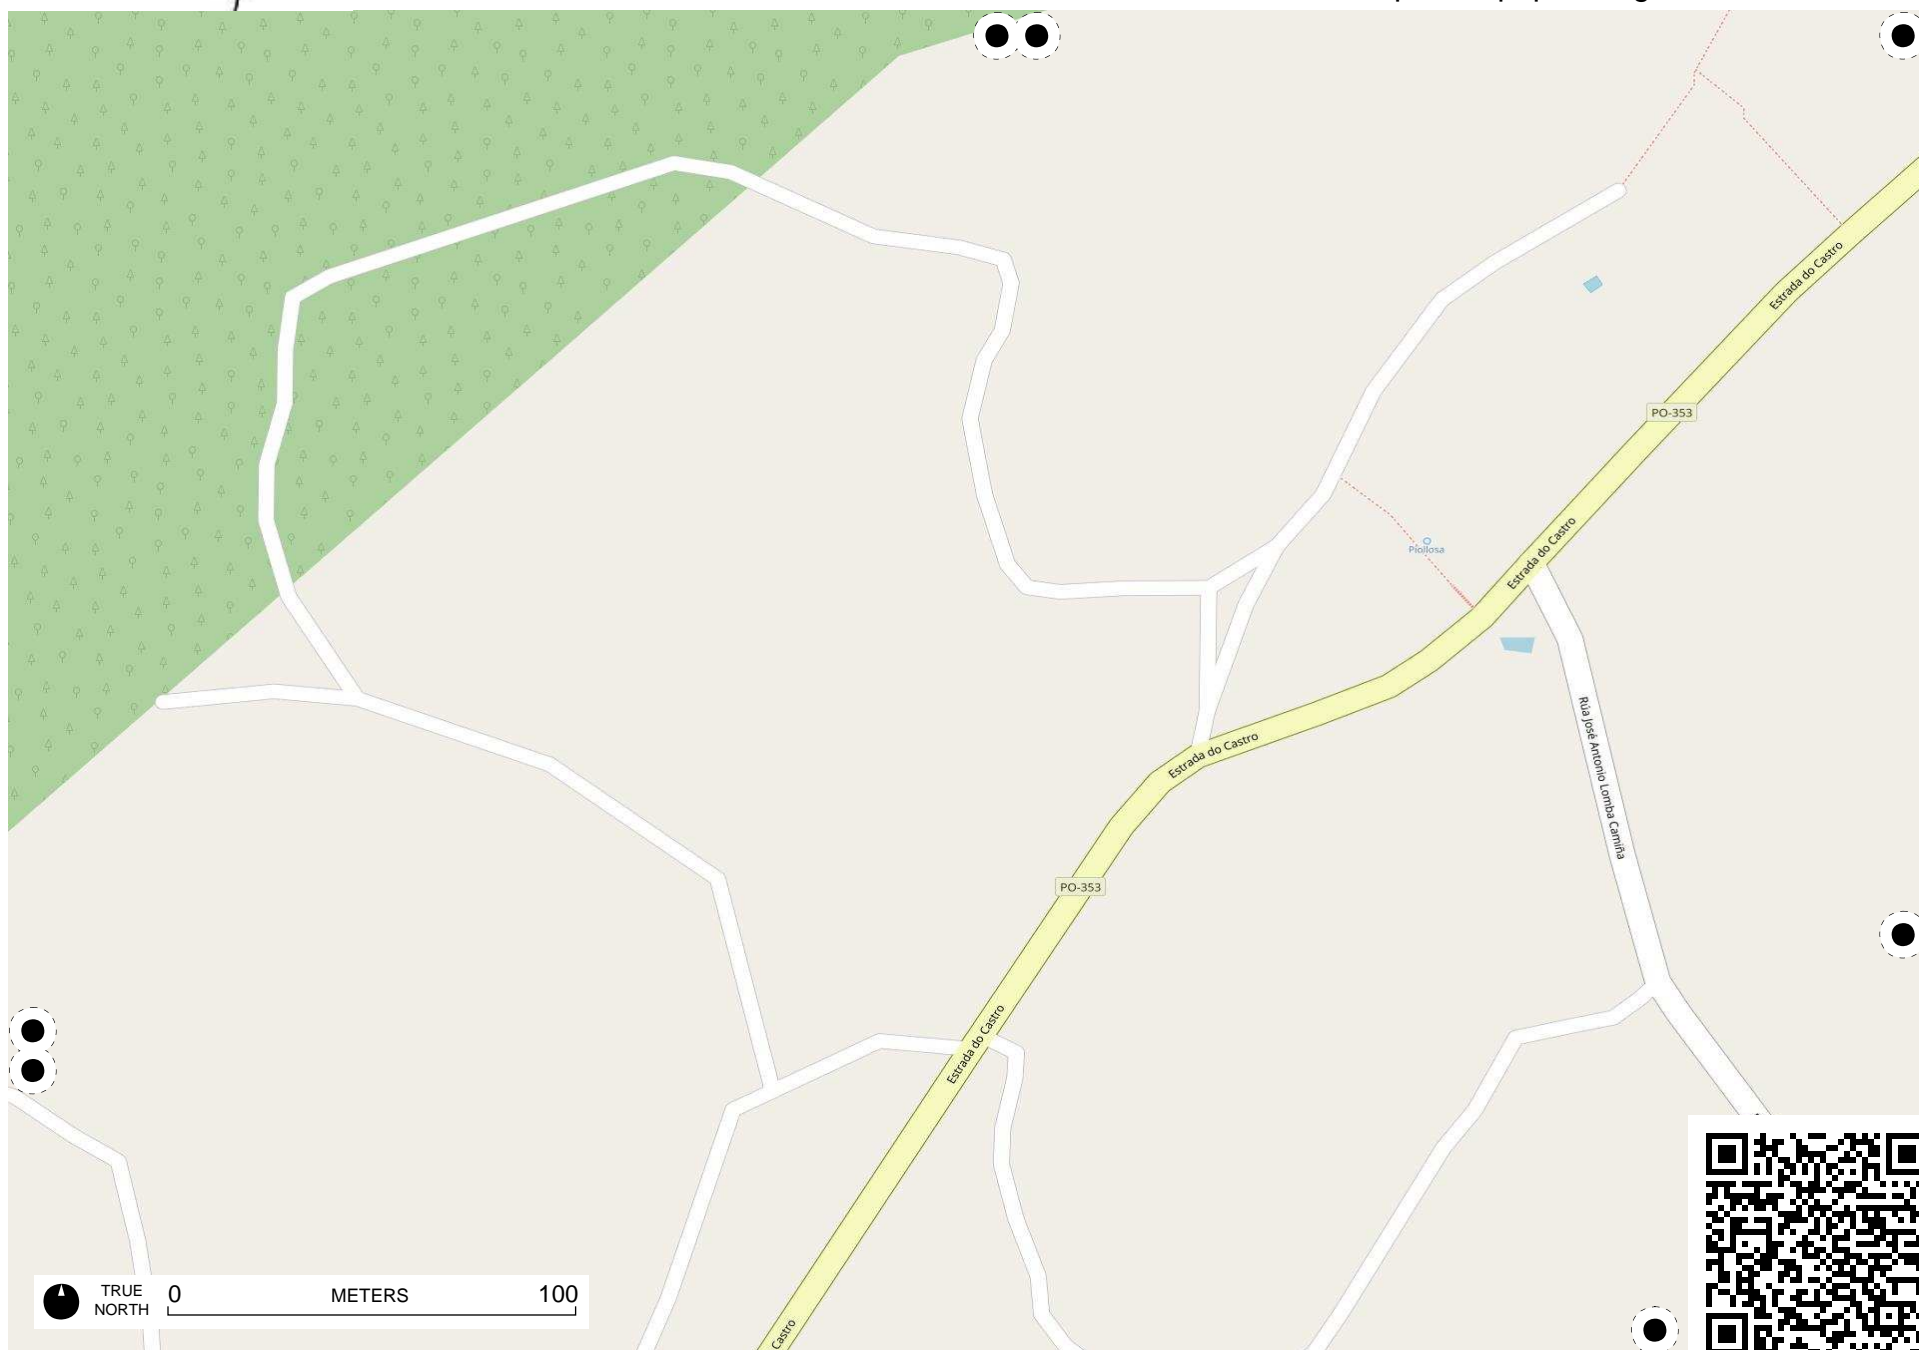 Estrada do Castro
PO-353
Estrada do Castro
Piollosa
Rúa José Antonio Lomba Camiña
Estrada do Castro
PO-353
Estrada do Castro
TRUE NORTH
0 METERS 100
Castro